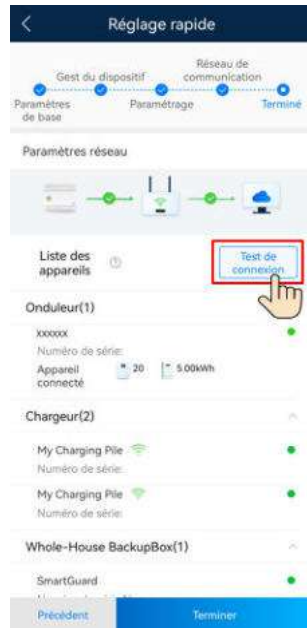 Réglage rapide
Réseau de
Gest du dispositif communication
Paramètres Paramétrage Terminé
de base
Paramètres réseau
Liste des
appareils
Test de
connexion
Onduleur(1)
xxxxxx
Numéro de série:
Appareil
connecté
20 5.00kWh
Chargeur(2)
My Charging Pile
Numéro de série:
My Charging Pile
Numéro de série:
Whole-House BackupBox(1)
SmartGuard
Précédent Terminer